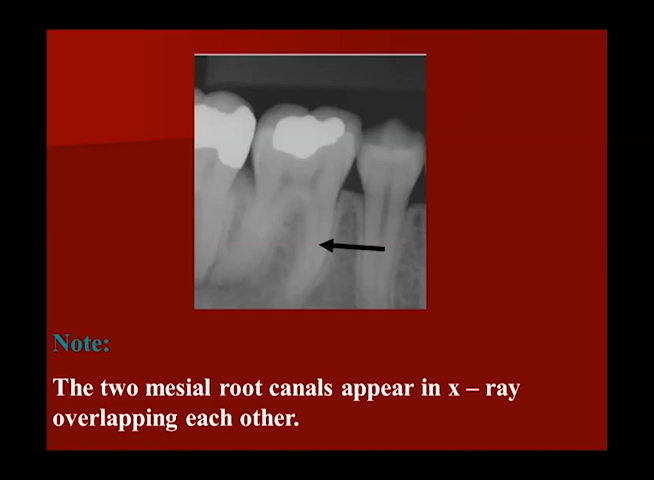 Note:
The two mesial root canals appear in x – ray
overlapping each other.